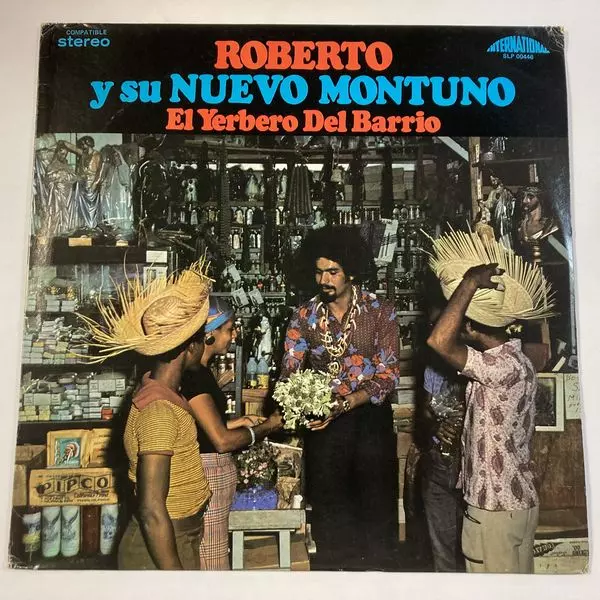 COMPATIBLE
stereo
ROBERTO
y su NUEVO MONTUNO
El Yerbero Del Barrio
INTERNATIONAL
SLP 00446
PIPCO